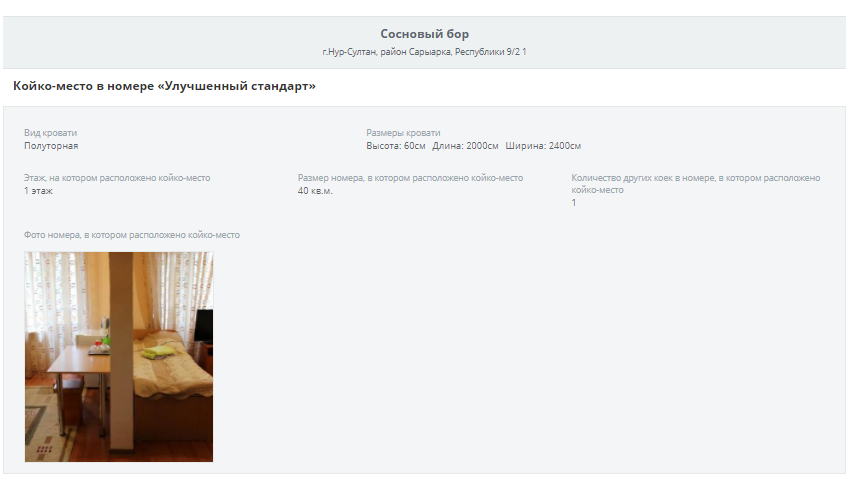 Сосновый бор
г.Нур-Султан, район Сарыарка, Республики 9/2 1
Койко-место в номере «Улучшенный стандарт»
Вид кровати
Полуторная
Размеры кровати
Высота: 60см Длина: 2000см Ширина: 2400см
Этаж, на котором расположено койко-место
1 этаж
Размер номера, в котором расположено койко-место
40 кв.м.
Количество других коек в номере, в котором расположено
койко-место
1
Фото номера, в котором расположено койко-место